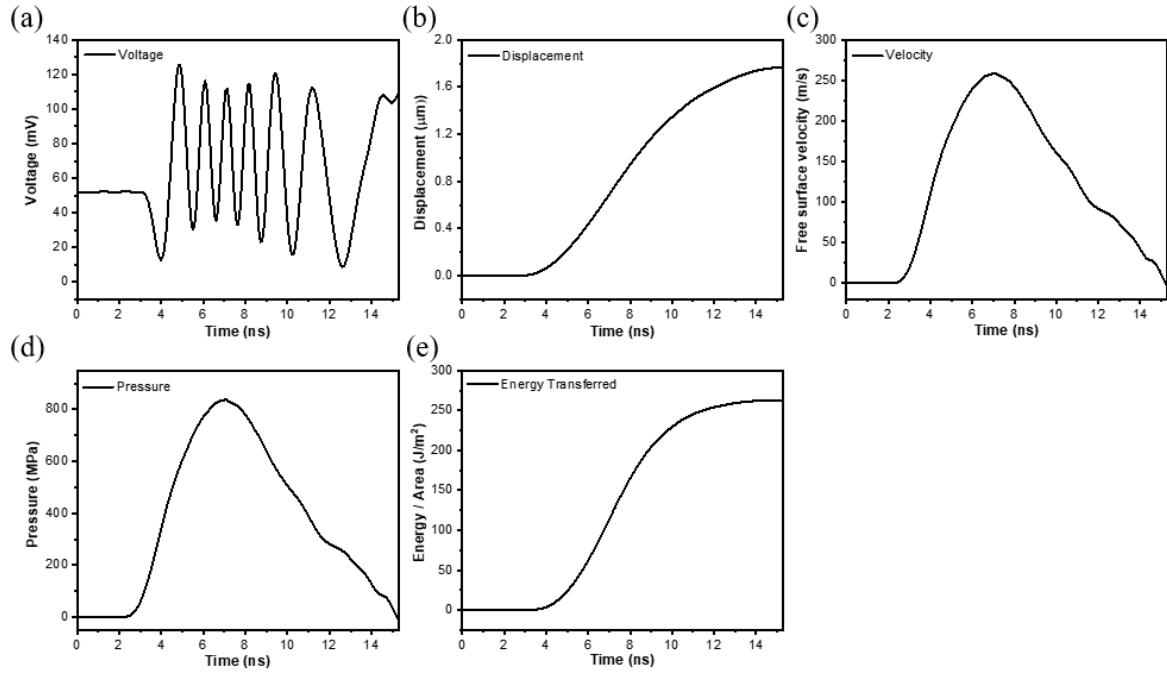 (a)
Voltage
Voltage (mV)
140
120
100
80
60
40
20
0
0 2 4 6 8 10 12 14
Time (ns)
(b)
Displacement
Displacement (μm))
2.0
1.6
1.2
0.8
0.4
0.0
0 2 4 6 8 10 12 14
Time (ns)
(c)
Velocity
Free surface velocity (m/s)
300
250
200
150
100
50
0
0 2 4 6 8 10 12 14
Time (ns)
(d)
Pressure
Pressure (MPa)
800
600
400
200
0
0 2 4 6 8 10 12 14
Time (ns)
(e)
Energy Transferred
Energy / Area (J/m²)
300
250
200
150
100
50
0
0 2 4 6 8 10 12 14
Time (ns)